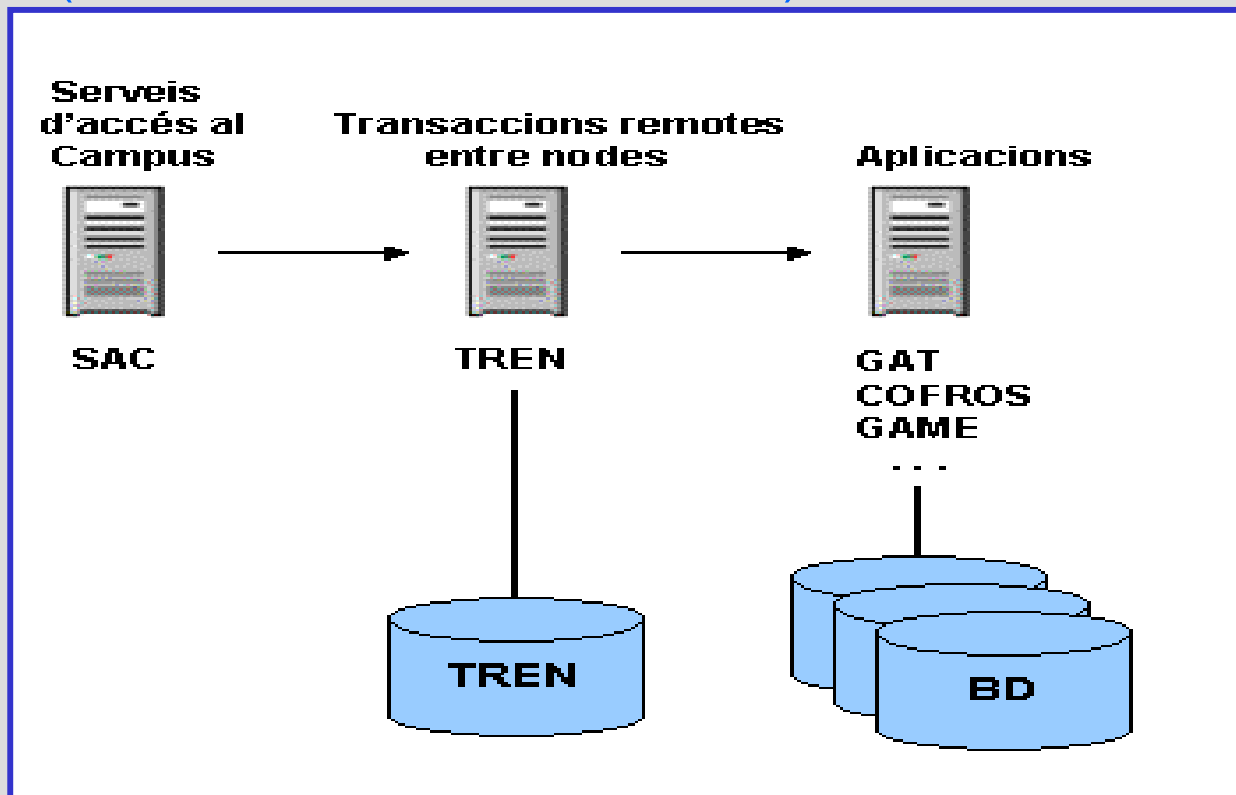 Serveis
d'accés al
Campus
Transaccions remotes
entre nodes
Aplicacions
SAC
TREN
GAT
COFROS
GAME
. . .
TREN
BD